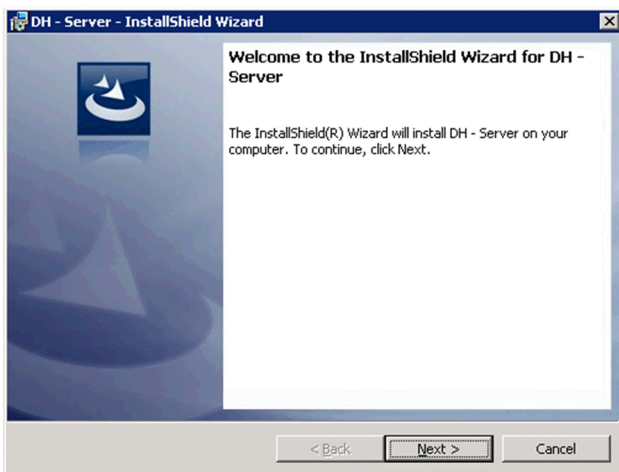 DH - Server - InstallShield Wizard
Welcome to the InstallShield Wizard for DH -
Server
The InstallShield(R) Wizard will install DH - Server on your
computer. To continue, click Next.
< Back Next > Cancel